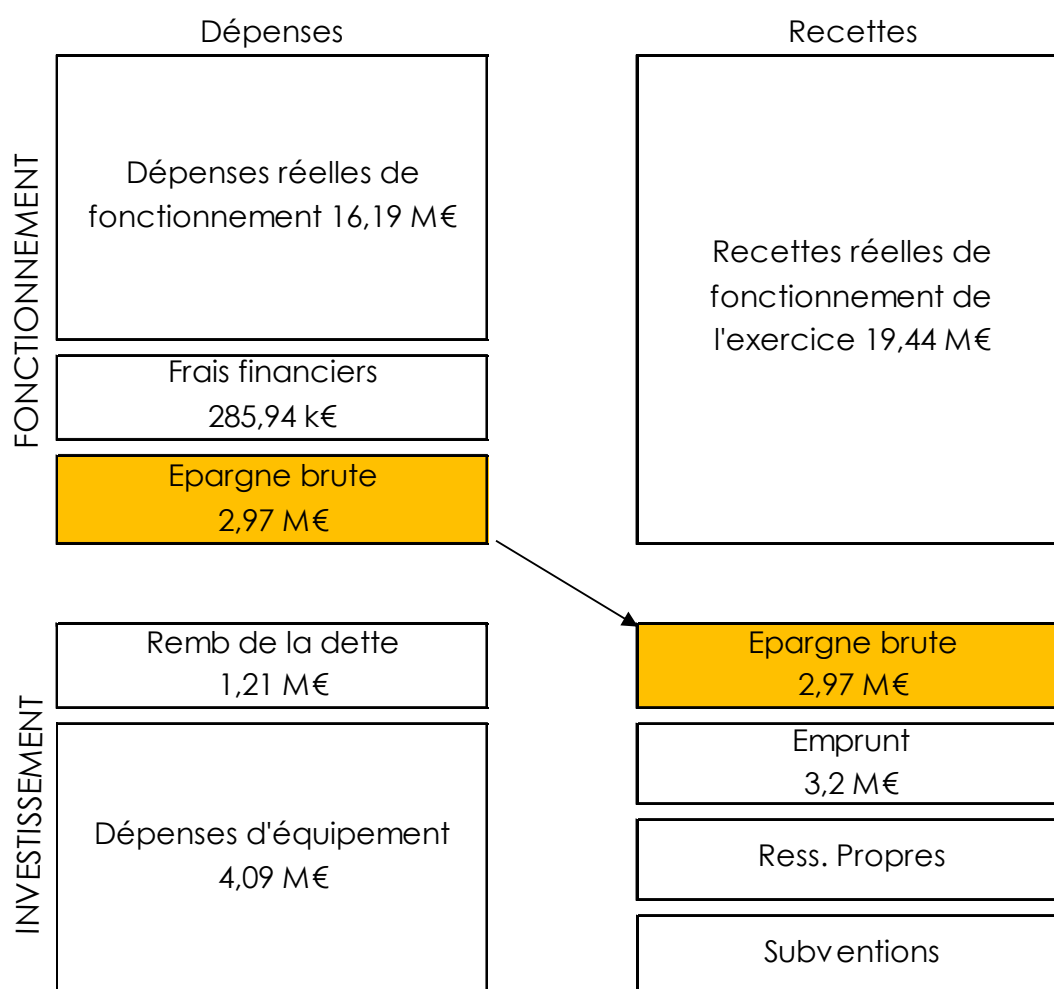 Dépenses
Recettes
FONCTIONNEMENT
Dépenses réelles de
fonctionnement 16,19 M€
Frais financiers
285,94 k€
Epargne brute
2,97 M€
Recettes réelles de
fonctionnement de
l'exercice 19,44 M€
INVESTISSEMENT
Remb de la dette
1,21 M€
Dépenses d'équipement
4,09 M€
Epargne brute
2,97 M€
Emprunt
3,2 M€
Ress. Propres
Subventions